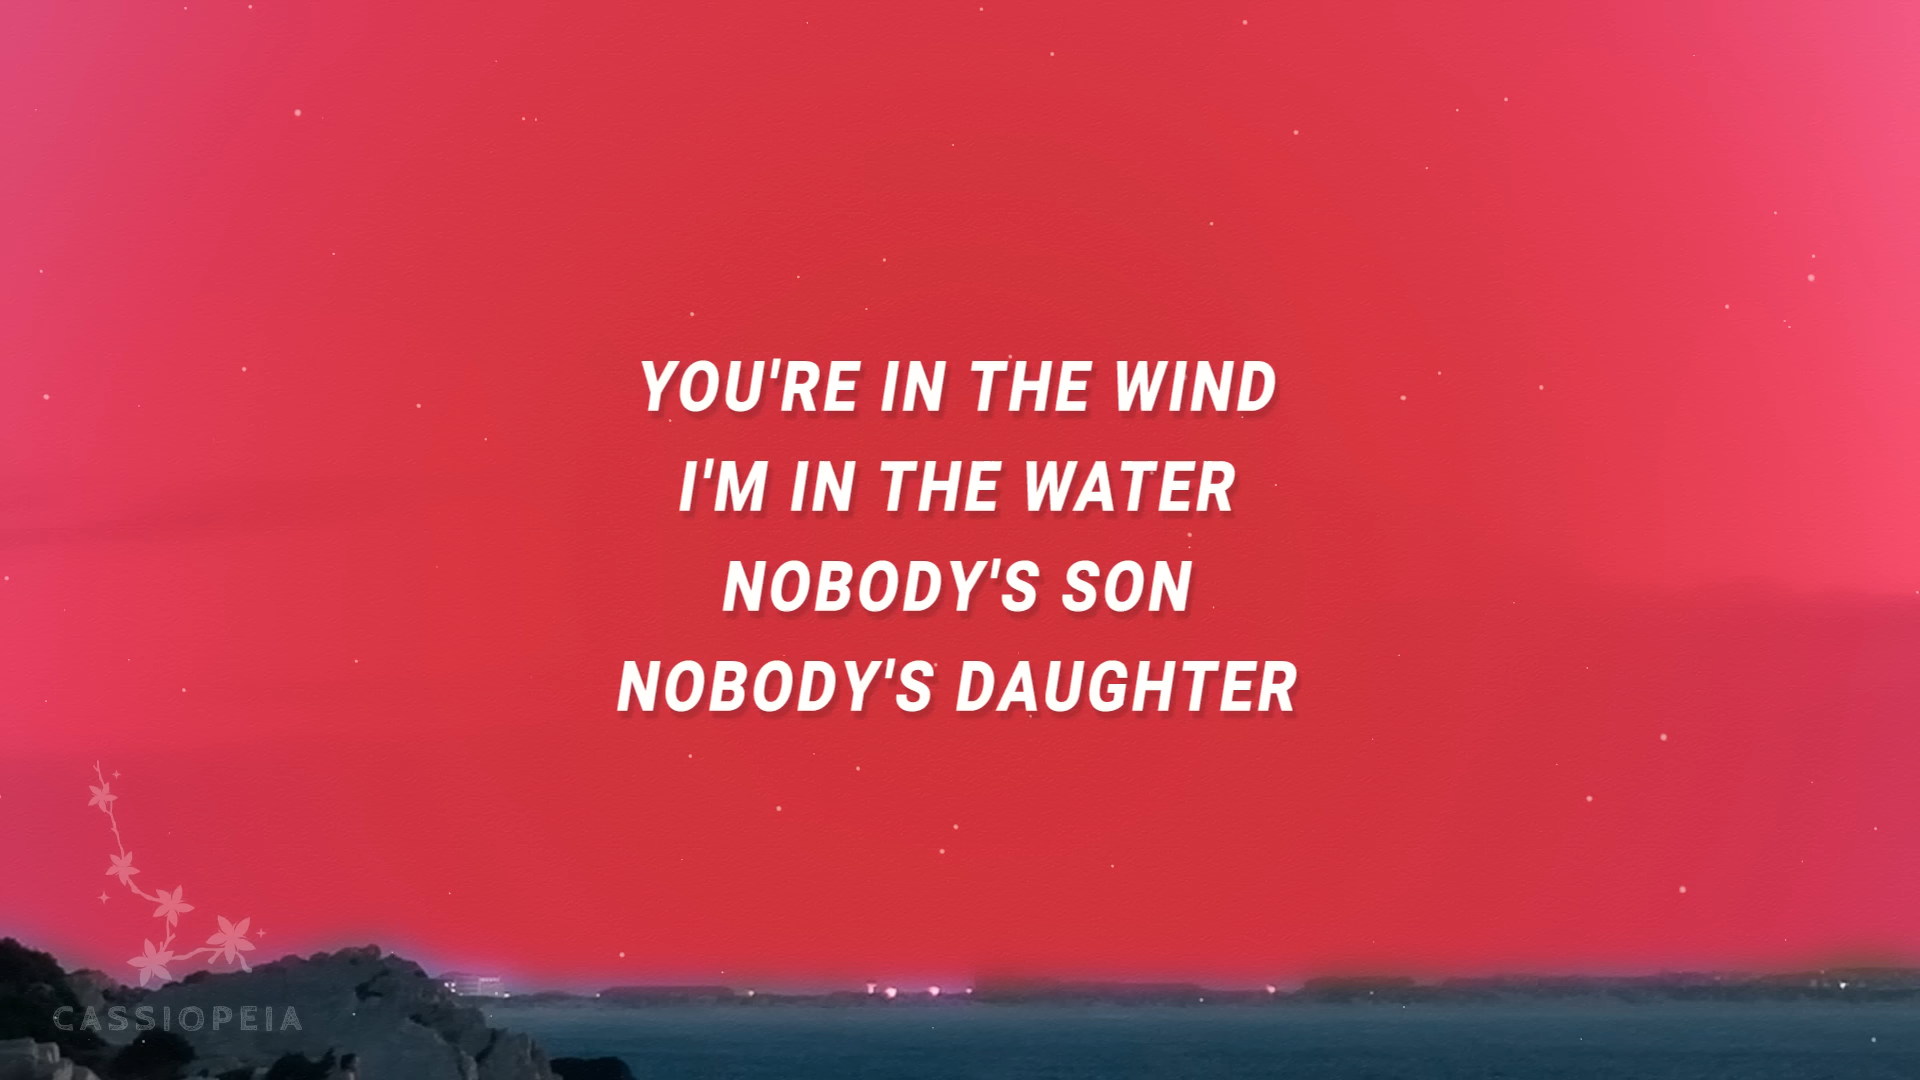 YOU'RE IN THE WIND
I'M IN THE WATER
NOBODY'S SON
NOBODY'S DAUGHTER
CASSIOPEIA